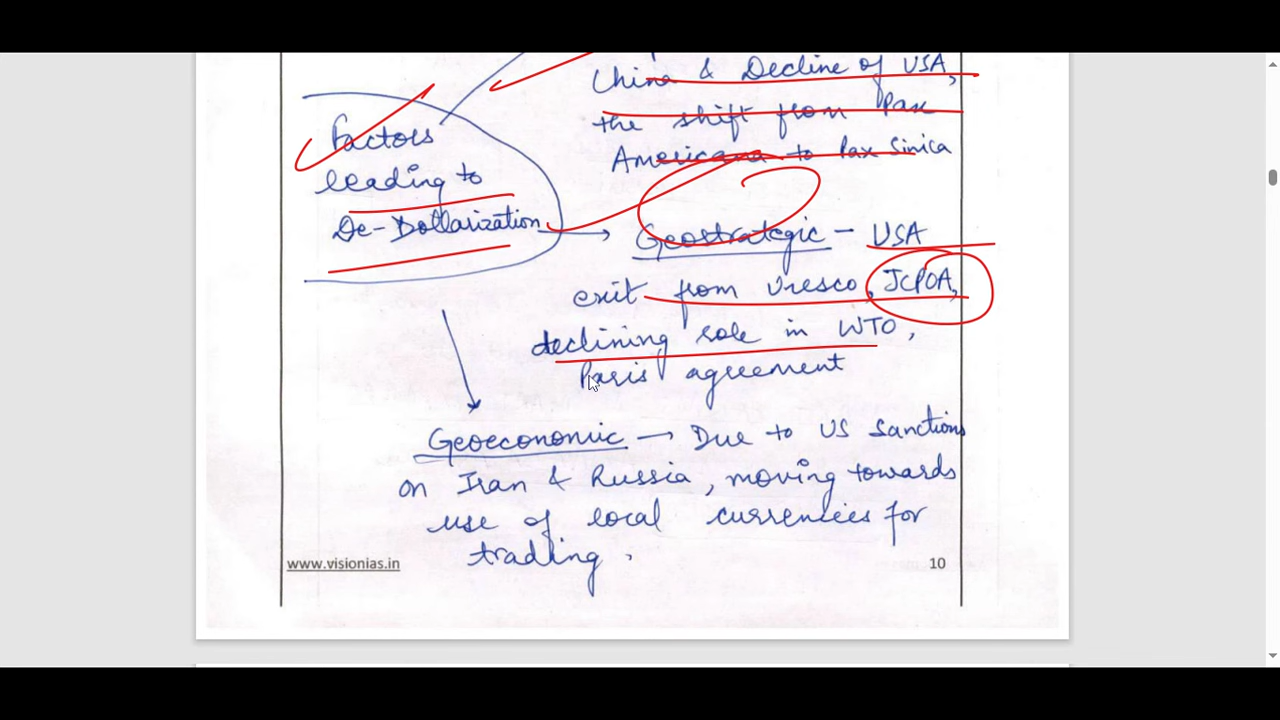 China & Decline of USA,
the shift from Pax
Americana to Pax Sinica
Factors
leading to
De-Dollarization
Geostrategic - USA
exit from Unesco, JCPOA,
declining role in WTO,
Paris agreement
Geoeconomic → Due to US Sanctions
on Iran & Russia, moving towards
use of local currencies for
trading.
www.visionias.in
10